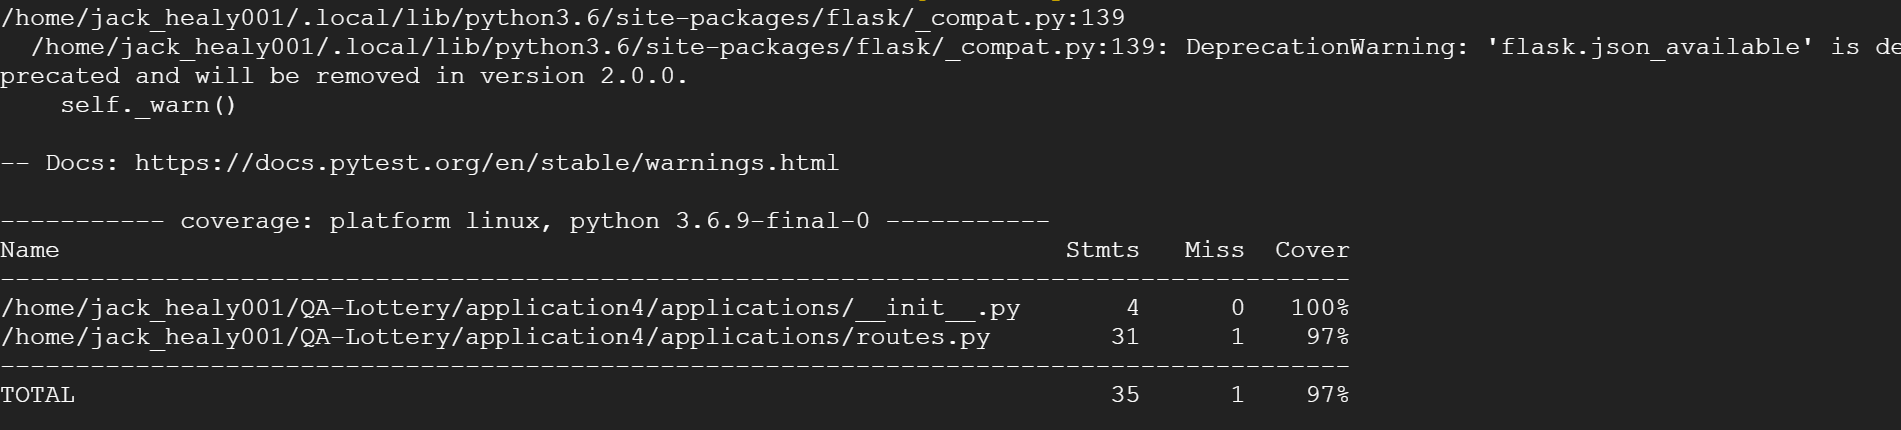 /home/jack_healy001/.local/lib/python3.6/site-packages/flask/_compat.py:139
  /home/jack_healy001/.local/lib/python3.6/site-packages/flask/_compat.py:139: DeprecationWarning: 'flask.json_available' is de
precated and will be removed in version 2.0.0.
    self._warn()

-- Docs: https://docs.pytest.org/en/stable/warnings.html

----------- coverage: platform linux, python 3.6.9-final-0 -----------
Name                                                                   Stmts   Miss  Cover
------------------------------------------------------------------------------------------
/home/jack_healy001/QA-Lottery/application4/applications/__init__.py       4      0   100%
/home/jack_healy001/QA-Lottery/application4/applications/routes.py        31      1    97%
------------------------------------------------------------------------------------------
TOTAL                                                                     35      1    97%